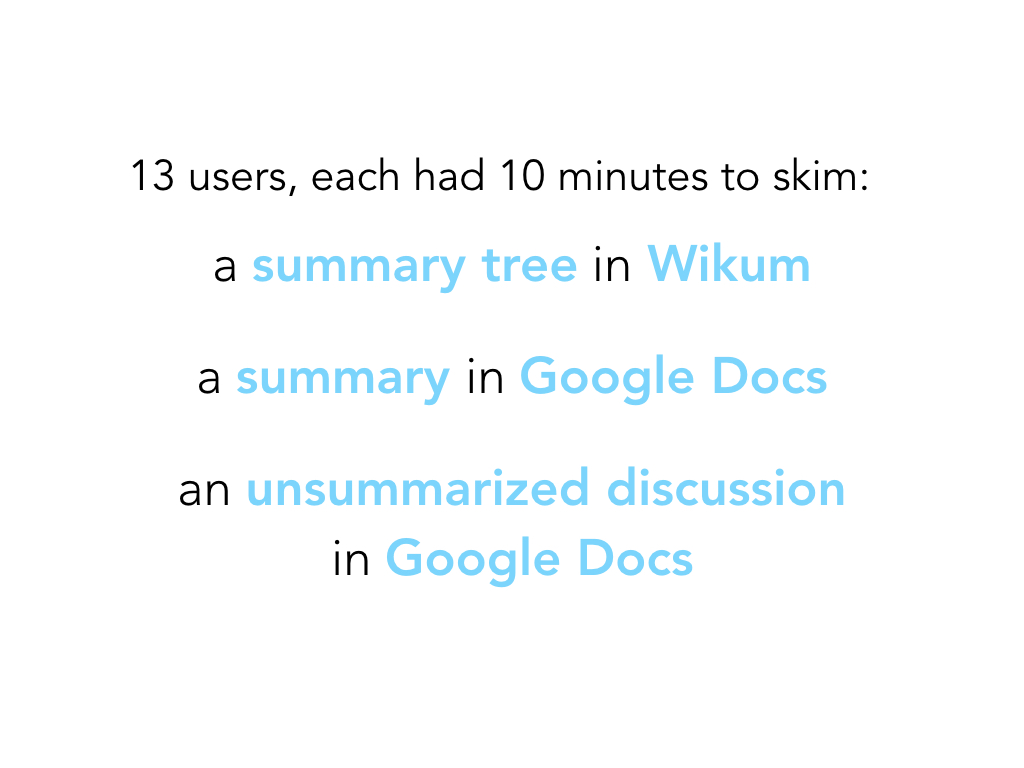 13 users, each had 10 minutes to skim:
a summary tree in Wikum
a summary in Google Docs
an unsummarized discussion
in Google Docs